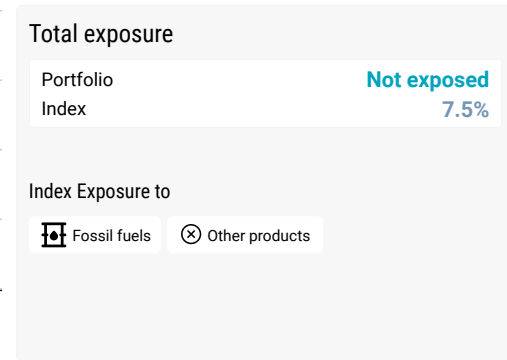 Total exposure
Portfolio Not exposed
Index 7.5%
Index Exposure to
Fossil fuels Other products